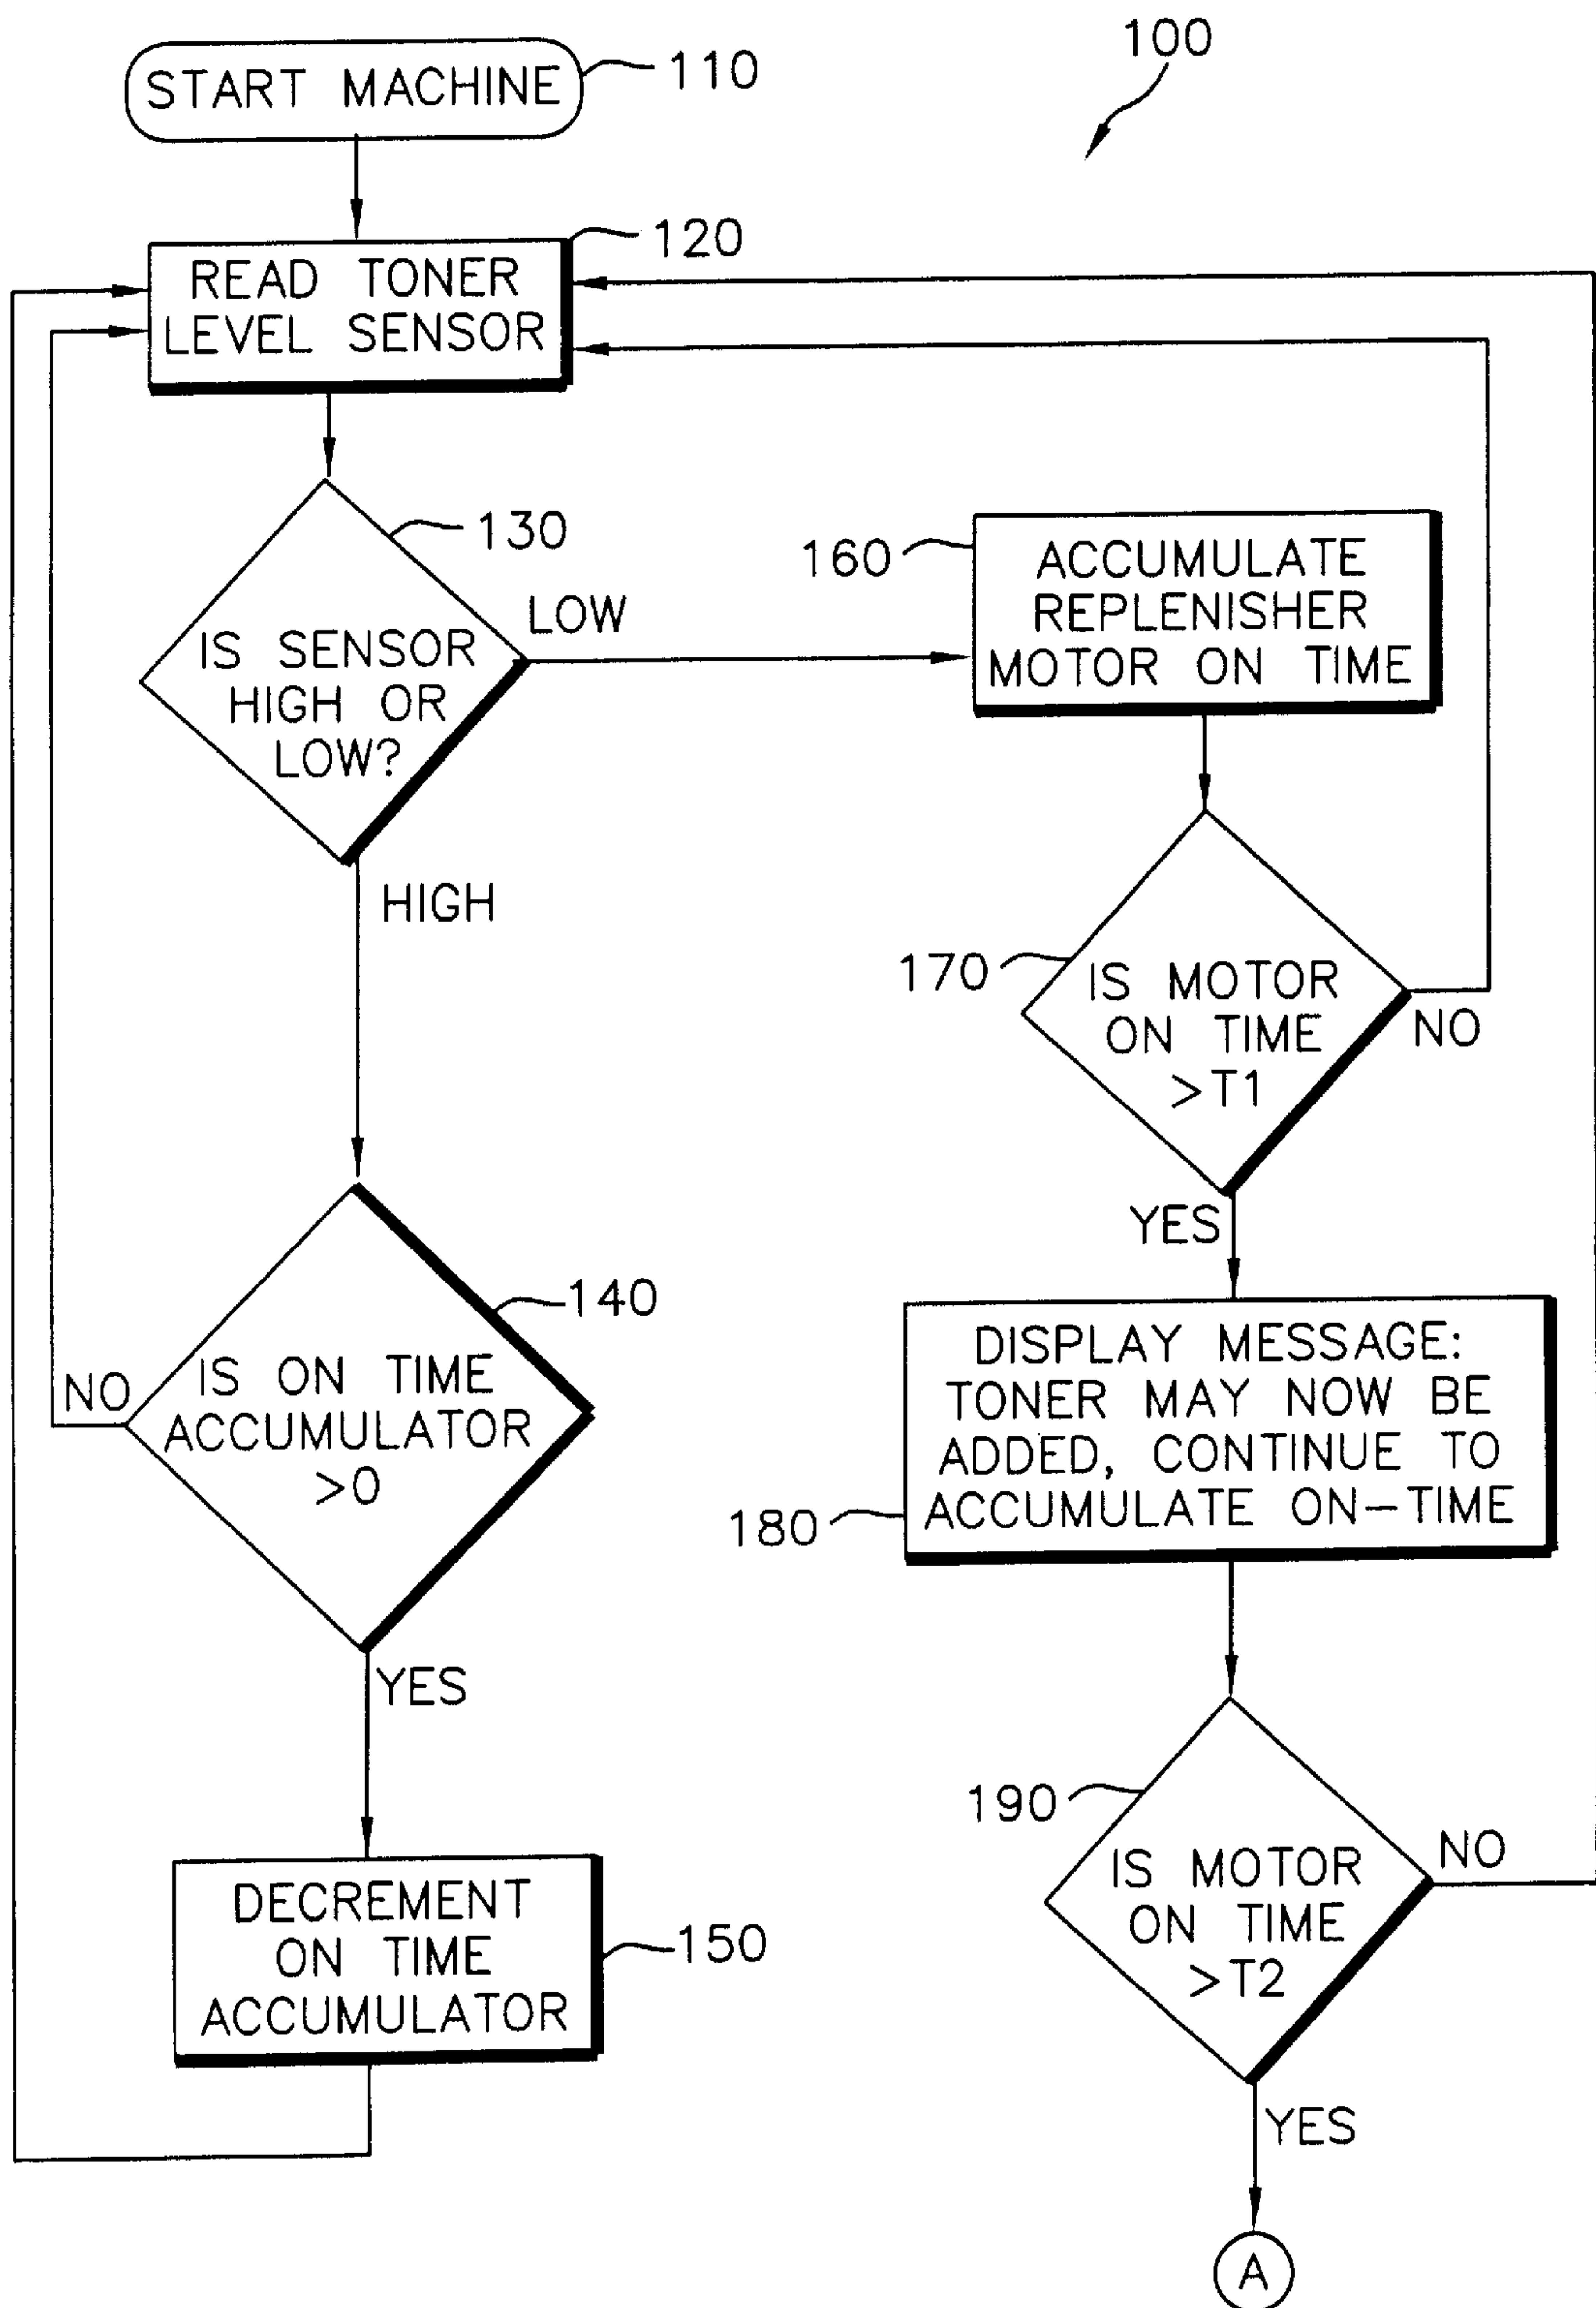 100
START MACHINE
110
READ TONER
LEVEL SENSOR
120
IS SENSOR
HIGH OR
LOW?
130
LOW
HIGH
ACCUMULATE
REPLENISHER
MOTOR ON TIME
160
IS MOTOR
ON TIME
>T1
170
NO
YES
IS ON TIME
ACCUMULATOR
>0
140
NO
YES
DISPLAY MESSAGE:
TONER MAY NOW BE
ADDED, CONTINUE TO
ACCUMULATE ON-TIME
180
DECREMENT
ON TIME
ACCUMULATOR
150
IS MOTOR
ON TIME
>T2
190
NO
YES
A